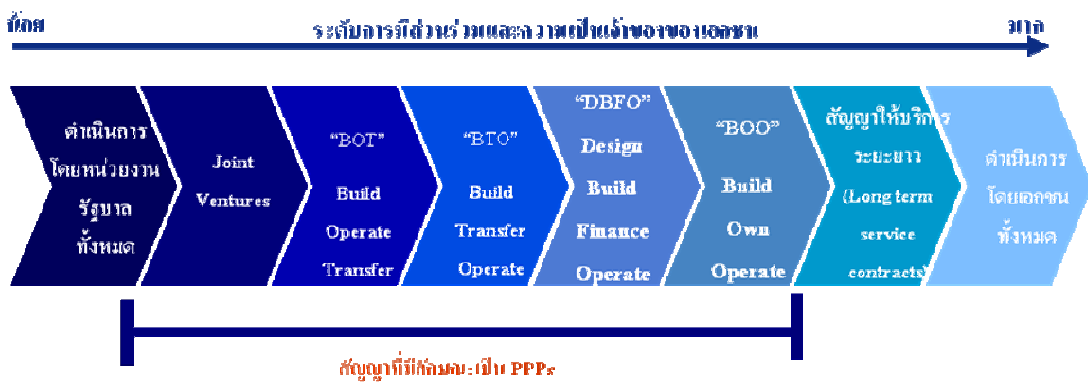 น้อย
ระดับการมีส่วนร่วมและความเป็นเจ้าของของเอกชน
มาก
ดำเนินการ
โดยหน่วยงาน
รัฐบาล
ทั้งหมด
Joint
Ventures
“BOT”
Build
Operate
Transfer
“BTO”
Build
Transfer
Operate
“DBFO”
Design
Build
Finance
Operate
“BOO”
Build
Own
Operate
สัญญาให้บริการ
ระยะยาว
(Long term
service
contracts)
ดำเนินการ
โดยเอกชน
ทั้งหมด
สัญญาที่มีลักษณะเป็น PPPs